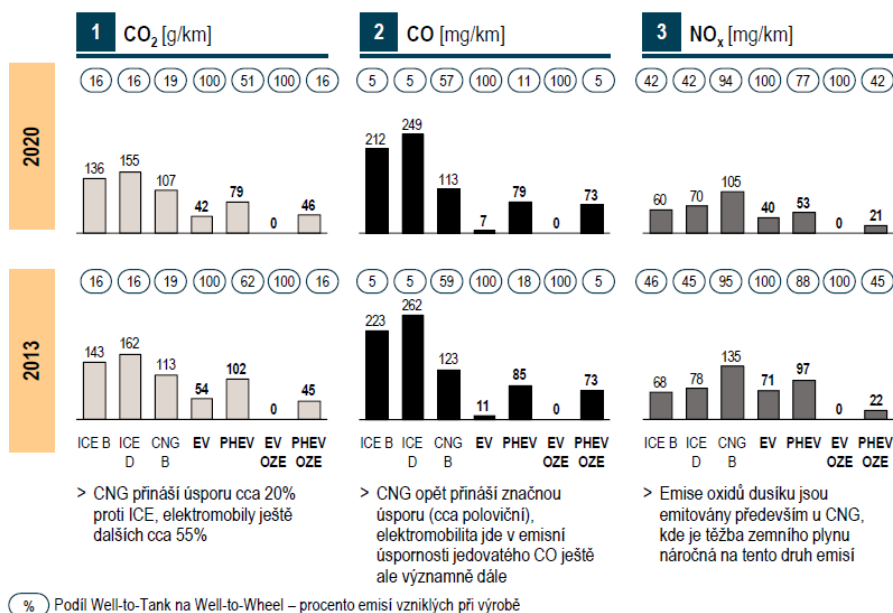 1 CO₂ [g/km] 2 CO [mg/km] 3 NOₓ [mg/km]
2020
16 16 19 100 51 100 16 5 5 57 100 11 100 5 42 42 94 100 77 100 42
136 155 107 42 79 0 46 212 249 113 7 79 0 73 60 70 105 40 53 0 21
2013
16 16 19 100 62 100 16 5 5 59 100 18 100 5 46 45 95 100 88 100 45
143 162 113 54 102 0 45 223 262 123 11 85 0 73 68 78 135 71 97 0 22
ICE B ICE CNG EV PHEV EV PHEV ICE B ICE CNG EV PHEV EV PHEV ICE B ICE CNG EV PHEV EV PHEV
D B OZE OZE D B OZE OZE D B OZE OZE
> CNG přináší úsporu cca 20%
proti ICE, elektromobily ještě
dalších cca 55%
> CNG opět přináší značnou
úsporu (cca poloviční),
elektromobilita jde v emisní
úspornosti jedovatého CO ještě
ale významně dále
> Emise oxidů dusíku jsou
emitovány především u CNG,
kde je těžba zemního plynu
náročná na tento druh emisí
% Podíl Well-to-Tank na Well-to-Wheel – procento emisí vzniklých při výrobě